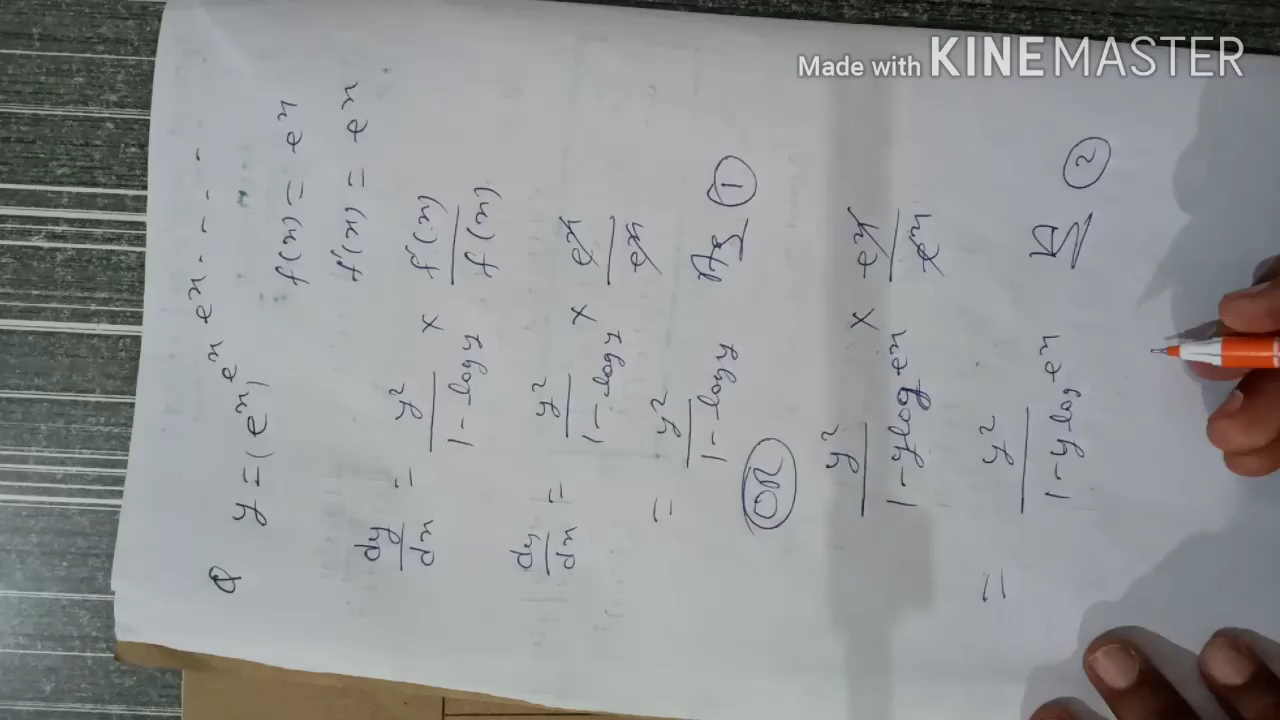 Made with KINEMASTER
Q y = (e^x)^e^x^e^x - - - -
f(x) = e^x
f'(x) = e^x
dy/dx = y²/(1 - log y) × f'(x)/f(x)
dy/dx = y²/(1 - log y) × e^x/e^x
= y²/(1 - log y) As ①
OR
y²/(1 - y log e^x) × e^x/e^x
= y²/(1 - y log e^x) ②